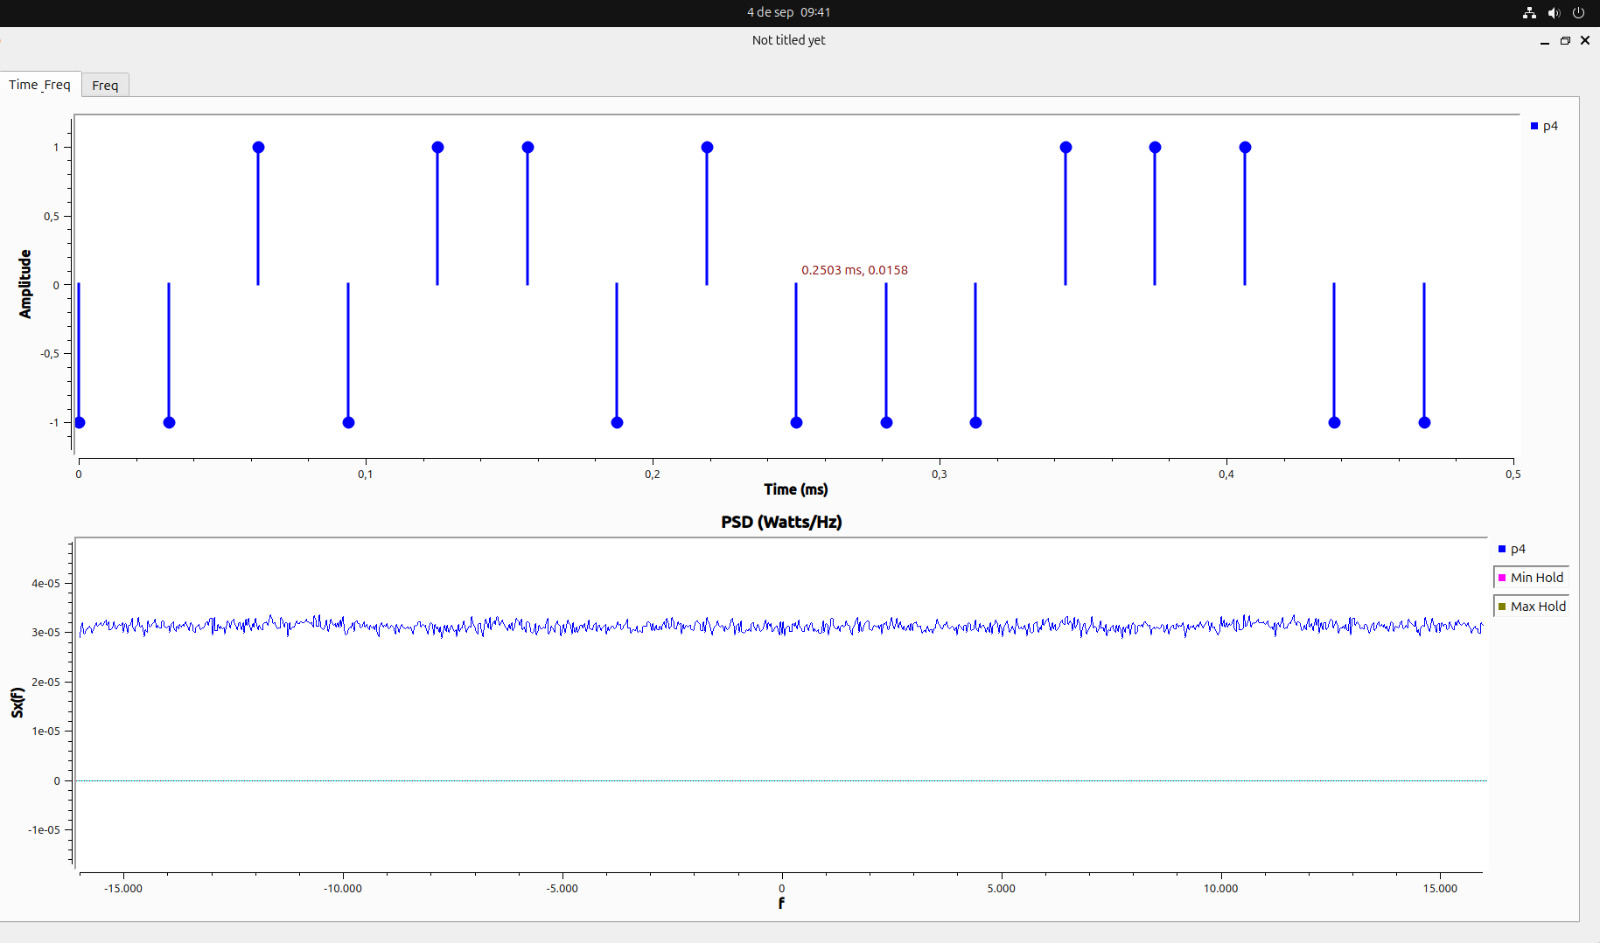 4 de sep 09:41
Not titled yet
Time_Freq
Freq
p4
1
0,5
0
-0,5
-1
Amplitude
0.2503 ms, 0.0158
0
0,1
0,2
0,3
0,4
0,5
Time (ms)
PSD (Watts/Hz)
p4
Min Hold
Max Hold
4e-05
3e-05
2e-05
1e-05
0
-1e-05
Sx(f)
-15.000
-10.000
-5.000
0
5.000
10.000
15.000
f